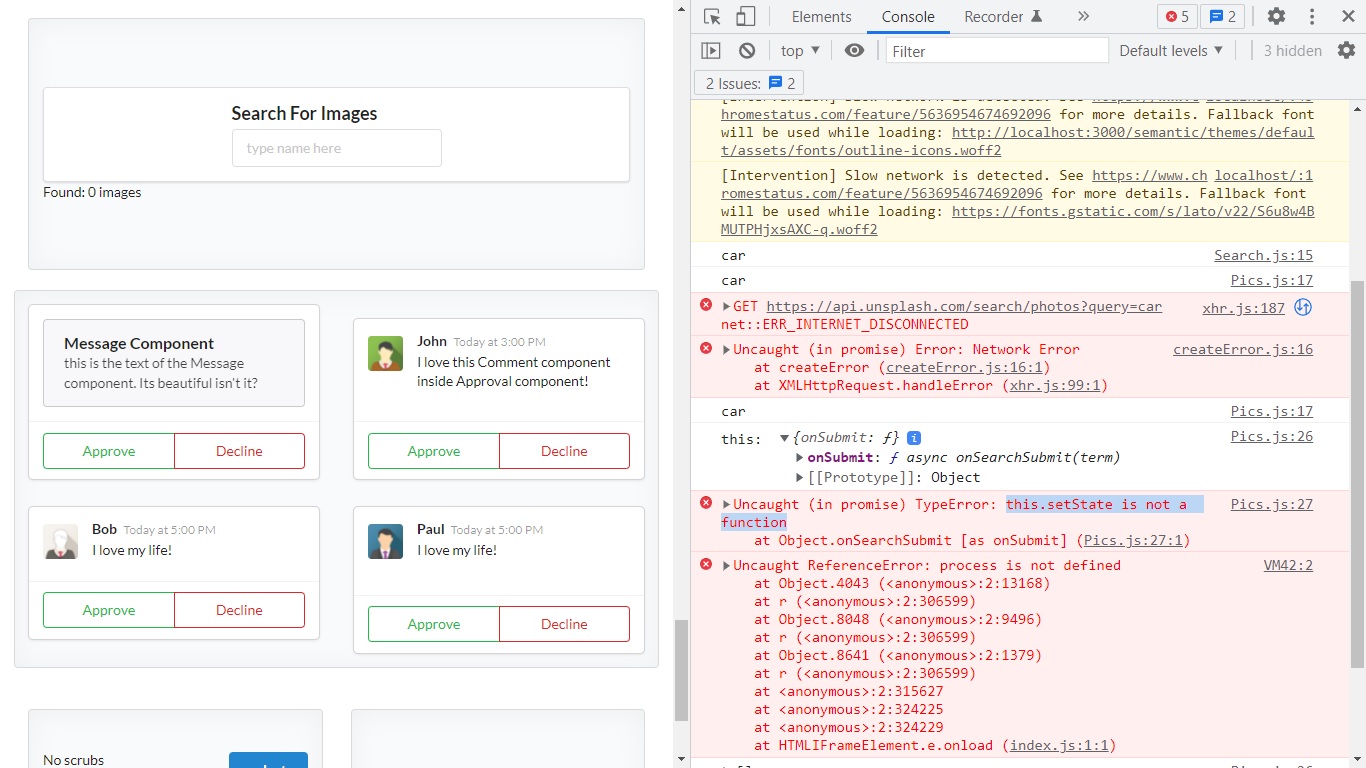 Search For Images
type name here
Found: 0 images
Message Component
this is the text of the Message
component. Its beautiful isn't it?
Approve
Decline
John Today at 3:00 PM
I love this Comment component
inside Approval component!
Approve
Decline
Bob Today at 5:00 PM
I love my life!
Approve
Decline
Paul Today at 5:00 PM
I love my life!
Approve
Decline
No scrubs
Elements
Console
Recorder
5
2
top
Filter
Default levels
3 hidden
2 Issues: 2
hromestatus.com/feature/5636954674692096 for more details. Fallback font
will be used while loading: http://localhost:3000/semantic/themes/defaul
t/assets/fonts/outline-icons.woff2
[Intervention] Slow network is detected. See https://www.ch localhost/:1
romestatus.com/feature/5636954674692096 for more details. Fallback font
will be used while loading: https://fonts.gstatic.com/s/lato/v22/S6u8w4B
MUTPHjxsAXC-q.woff2
car Search.js:15
car Pics.js:17
GET https://api.unsplash.com/search/photos?query=car xhr.js:187
net::ERR_INTERNET_DISCONNECTED
Uncaught (in promise) Error: Network Error createError.js:16
at createError (createError.js:16:1)
at XMLHttpRequest.handleError (xhr.js:99:1)
car Pics.js:17
this: {onSubmit: ƒ} i Pics.js:26
onSubmit: ƒ async onSearchSubmit(term)
[[Prototype]]: Object
Uncaught (in promise) TypeError: this.setState is not a Pics.js:27
function
at Object.onSearchSubmit [as onSubmit] (Pics.js:27:1)
Uncaught ReferenceError: process is not defined VM42:2
at Object.4043 (<anonymous>:2:13168)
at r (<anonymous>:2:306599)
at Object.8048 (<anonymous>:2:9496)
at r (<anonymous>:2:306599)
at Object.8641 (<anonymous>:2:1379)
at r (<anonymous>:2:306599)
at <anonymous>:2:315627
at <anonymous>:2:324225
at <anonymous>:2:324229
at HTMLIFrameElement.e.onload (index.js:1:1)